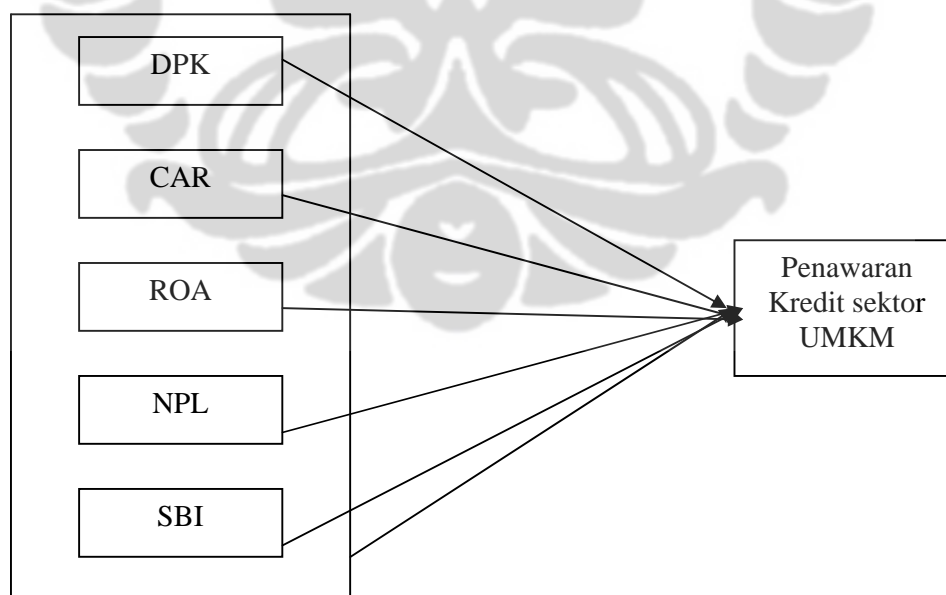 DPK
CAR
ROA
NPL
SBI
Penawaran
Kredit sektor
UMKM